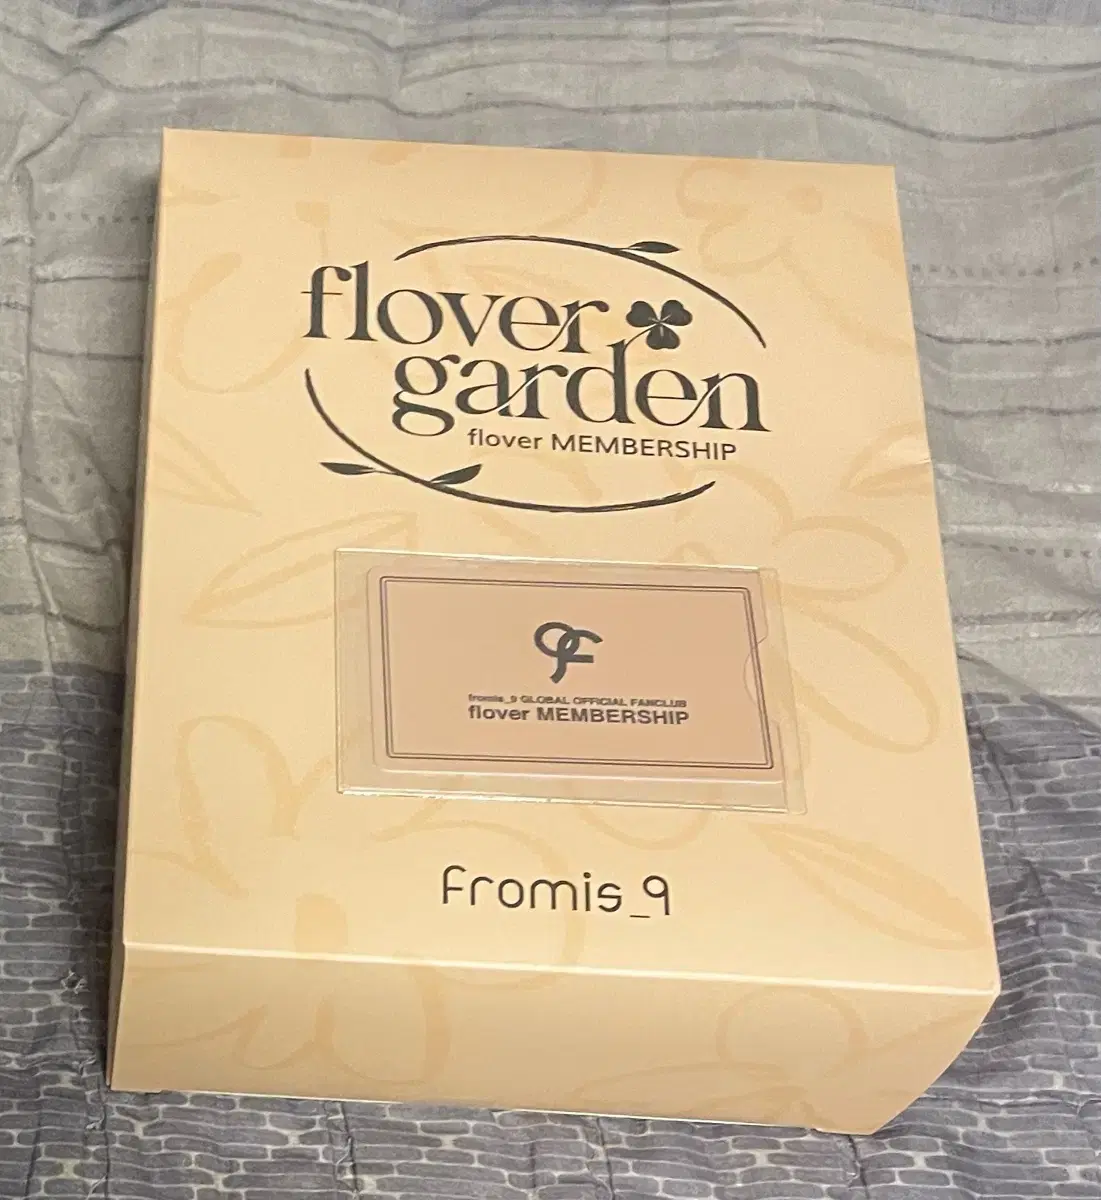 flover
garden
flover MEMBERSHIP
fromis_9 GLOBAL OFFICIAL FANCLUB
flover MEMBERSHIP
fromis_9